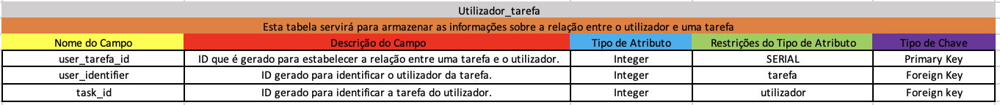 Utilizador_tarefa
Esta tabela servirá para armazenar as informações sobre a relação entre o utilizador e uma tarefa
Nome do Campo Descrição do Campo Tipo de Atributo Restrições do Tipo de Atributo Tipo de Chave
user_tarefa_id ID que é gerado para estabelecer a relação entre uma tarefa e o utilizador. Integer SERIAL Primary Key
user_identifier ID gerado para identificar o utilizador da tarefa. Integer tarefa Foreign Key
task_id ID gerado para identificar a tarefa do utilizador. Integer utilizador Foreign key